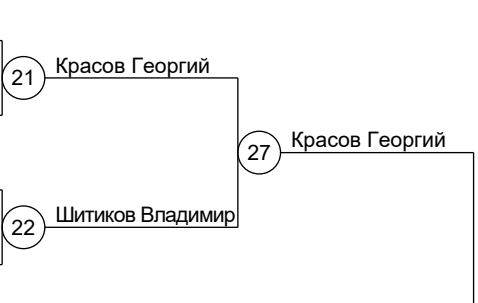 21 Красов Георгий
27 Красов Георгий
22 Шитиков Владимир